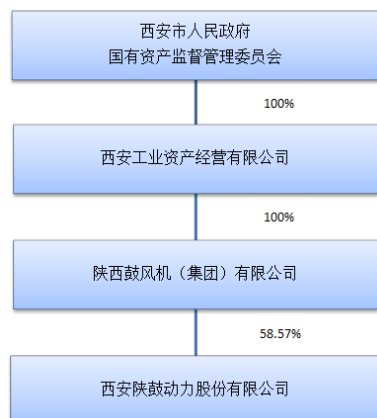 西安市人民政府
国有资产监督管理委员会
100%
西安工业资产经营有限公司
100%
陕西鼓风机（集团）有限公司
58.57%
西安陕鼓动力股份有限公司